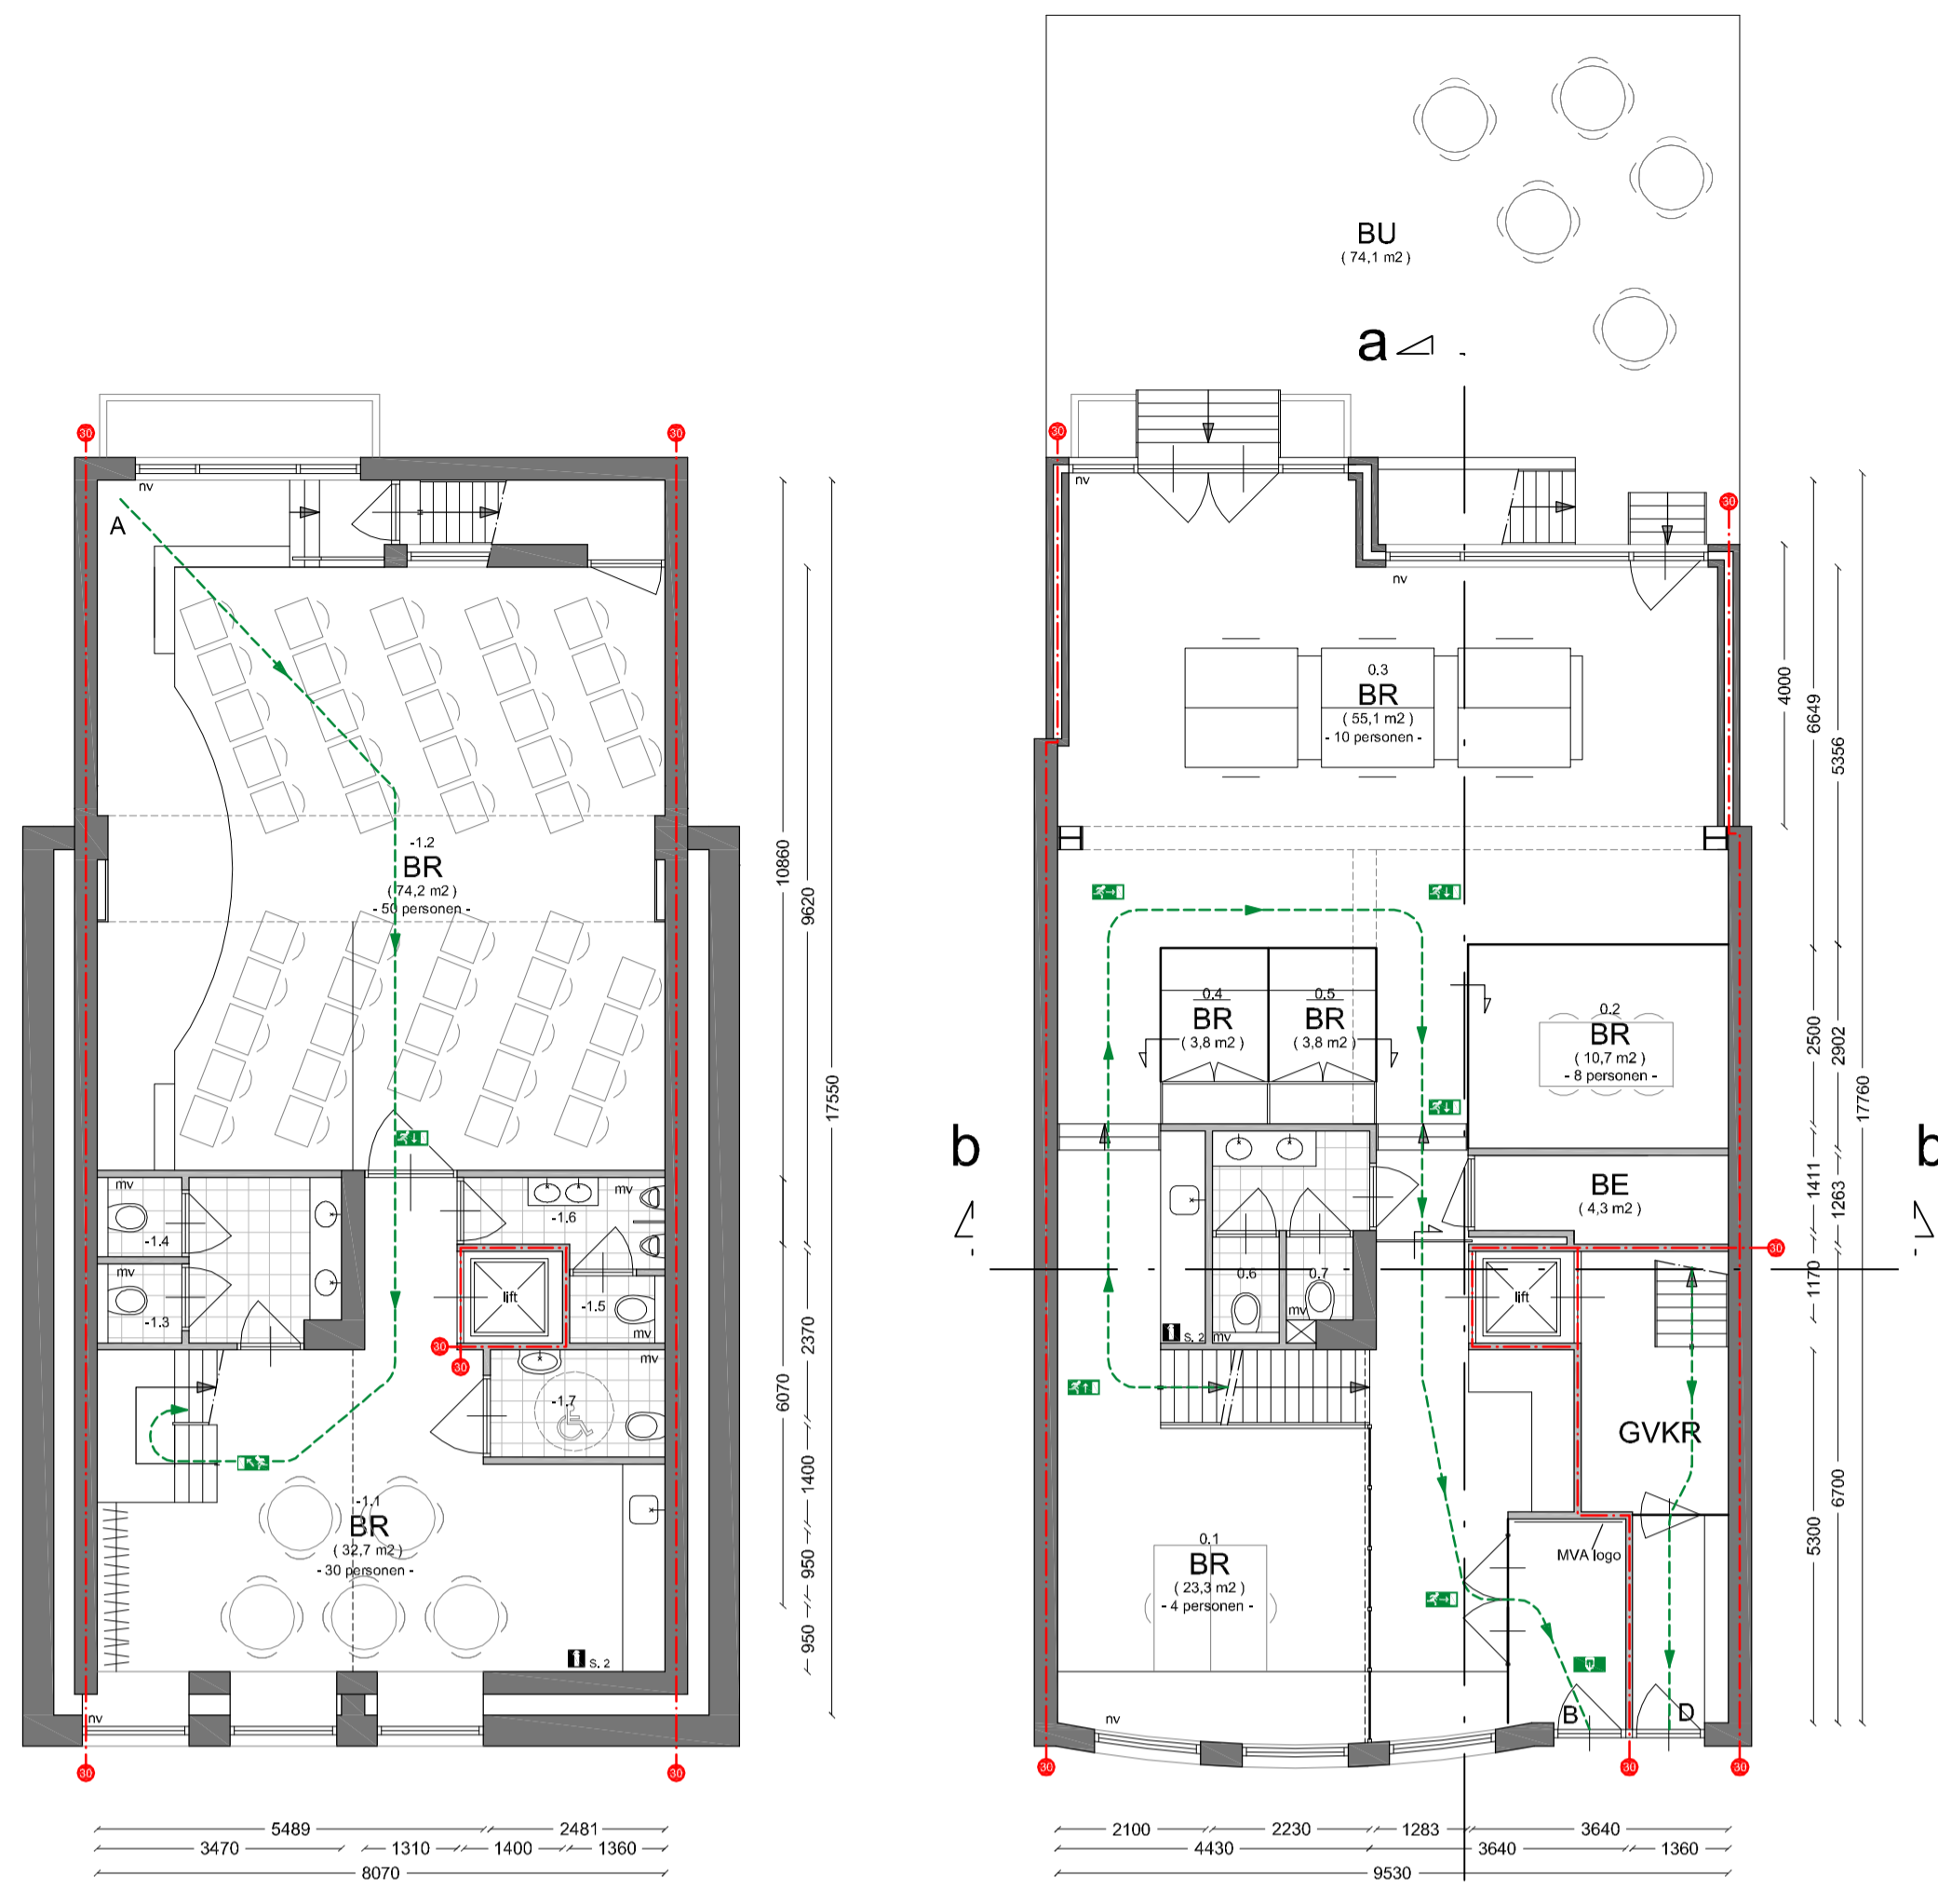 30
30
nv
A
-1.2
BR
( 74,2 m2 )
- 50 personen -
mv
-1.4
mv
-1.3
mv
-1.6
lift
-1.5
mv
30
30
mv
-1.7
-1.1
BR
( 32,7 m2 )
- 30 personen -
S. 2
nv
30
30
10860
9620
17550
2370
6070
1400
950
950
5489
2481
3470
1310
1400
1360
8070
BU
( 74,1 m2 )
a
30
30
nv
nv
0.3
BR
( 55,1 m2 )
- 10 personen -
0.4
BR
( 3,8 m2 )
0.5
BR
( 3,8 m2 )
0.2
BR
( 10,7 m2 )
- 8 personen -
b
b
BE
( 4,3 m2 )
30
0.6
0.7
mv
S. 2
mv
lift
GVKR
MVA logo
0.1
BR
( 23,3 m2 )
- 4 personen -
nv
B
D
30
30
30
4000
6649
5356
2500
2902
17760
1411
1263
1170
6700
5300
2100
2230
1283
3640
4430
3640
1360
9530